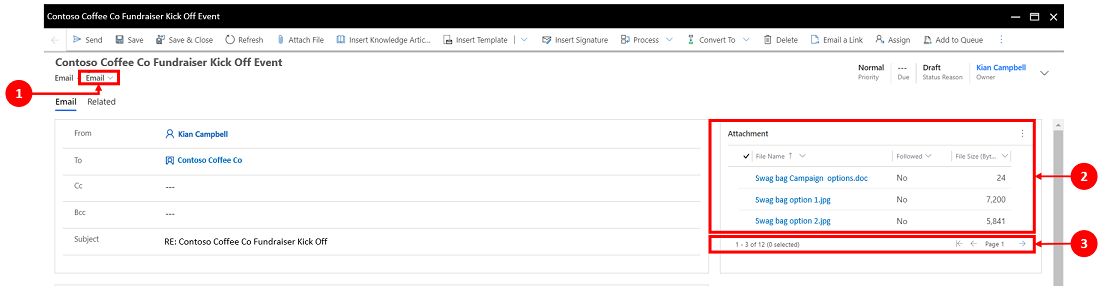 Contoso Coffee Co Fundraiser Kick Off Event
Send Save Save & Close Refresh Attach File Insert Knowledge Artic... Insert Template Insert Signature Process Convert To Delete Email a Link Assign Add to Queue
Contoso Coffee Co Fundraiser Kick Off Event
Email · Email
Normal
Priority
---
Due
Draft
Status Reason
Kian Campbell
Owner
1
Email Related
From Kian Campbell
To Contoso Coffee Co
Cc ---
Bcc ---
Subject RE: Contoso Coffee Co Fundraiser Kick Off
Attachment
File Name ↑ Followed File Size (Byt...
Swag bag Campaign options.doc No 24
Swag bag option 1.jpg No 7,200
Swag bag option 2.jpg No 5,841
2
1 - 3 of 12 (0 selected) Page 1
3